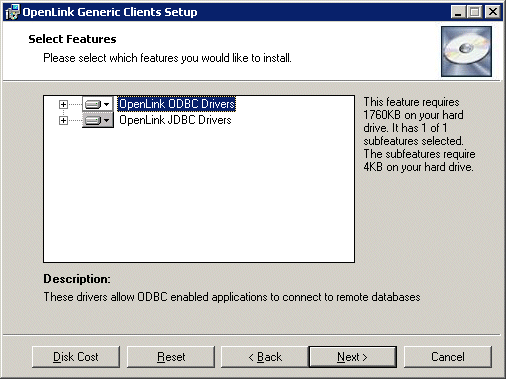 OpenLink Generic Clients Setup
Select Features
Please select which features you would like to install.
OpenLink ODBC Drivers
OpenLink JDBC Drivers
This feature requires
1760KB on your hard
drive. It has 1 of 1
subfeatures selected.
The subfeatures require
4KB on your hard drive.
Description:
These drivers allow ODBC enabled applications to connect to remote databases
Disk Cost
Reset
< Back
Next >
Cancel